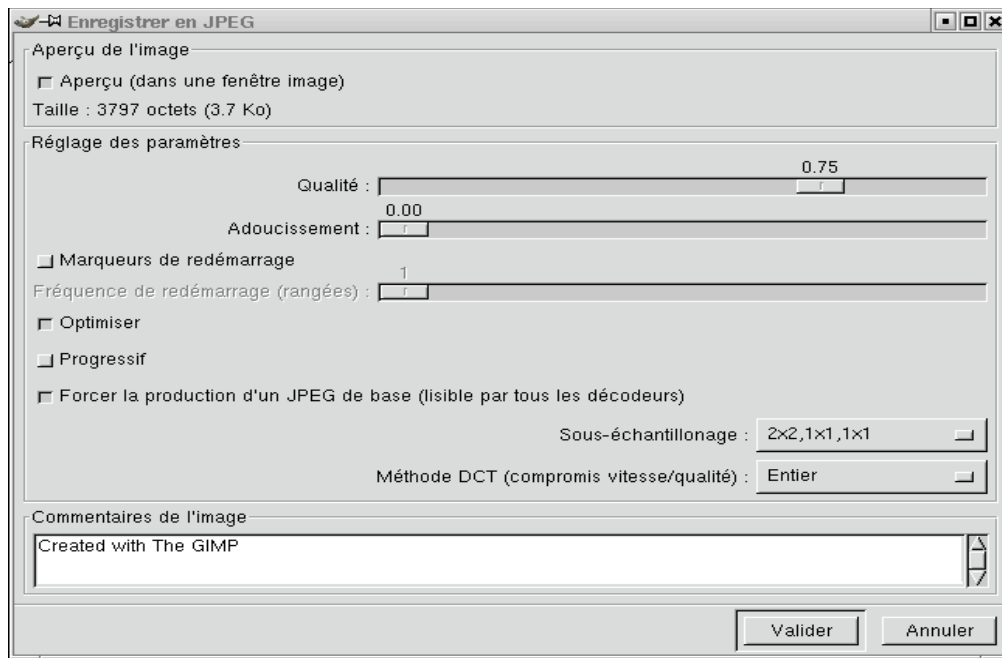 Enregistrer en JPEG
Aperçu de l'image
Aperçu (dans une fenêtre image)
Taille : 3797 octets (3.7 Ko)
Réglage des paramètres
0.75
Qualité :
0.00
Adoucissement :
Marqueurs de redémarrage
1
Fréquence de redémarrage (rangées) :
Optimiser
Progressif
Forcer la production d'un JPEG de base (lisible par tous les décodeurs)
Sous-échantillonage : 2x2,1x1,1x1
Méthode DCT (compromis vitesse/qualité) : Entier
Commentaires de l'image
Created with The GIMP
Valider Annuler